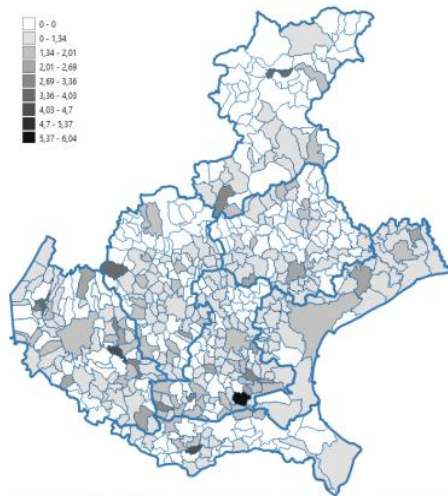 0 - 0
0 - 1,34
1,34 - 2,01
2,01 - 2,69
2,69 - 3,36
3,36 - 4,03
4,03 - 4,7
4,7 - 5,37
5,37 - 6,04